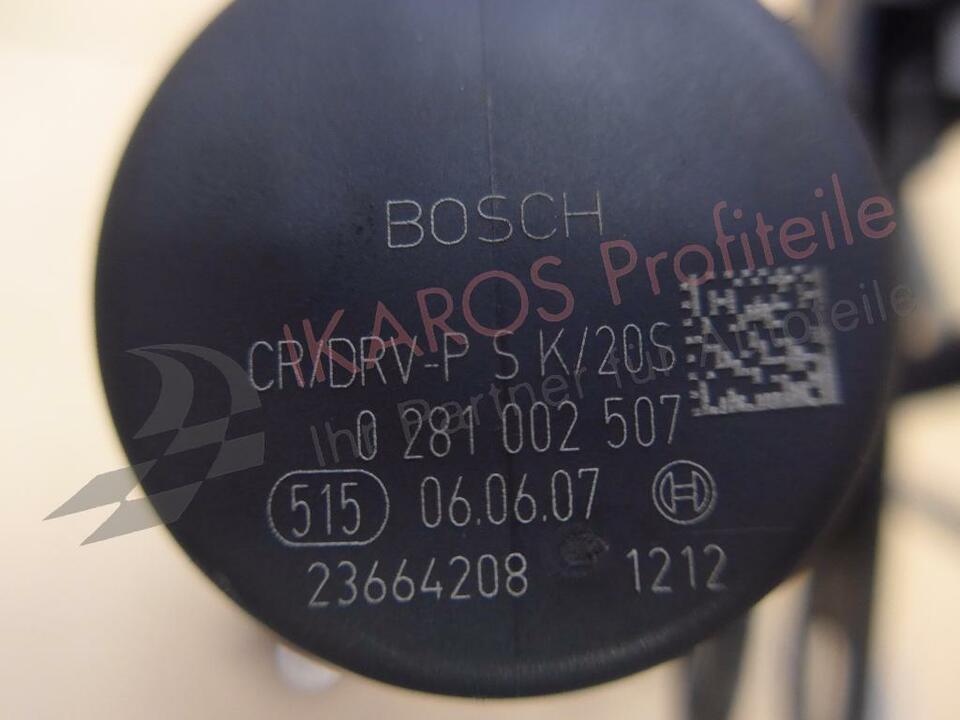 BOSCH
IKAROS Profiteile
Ihr Partner für Autoteile
CR/DRV-P S K/20S
0 281 002 507
515 06.06.07
23664208 1212